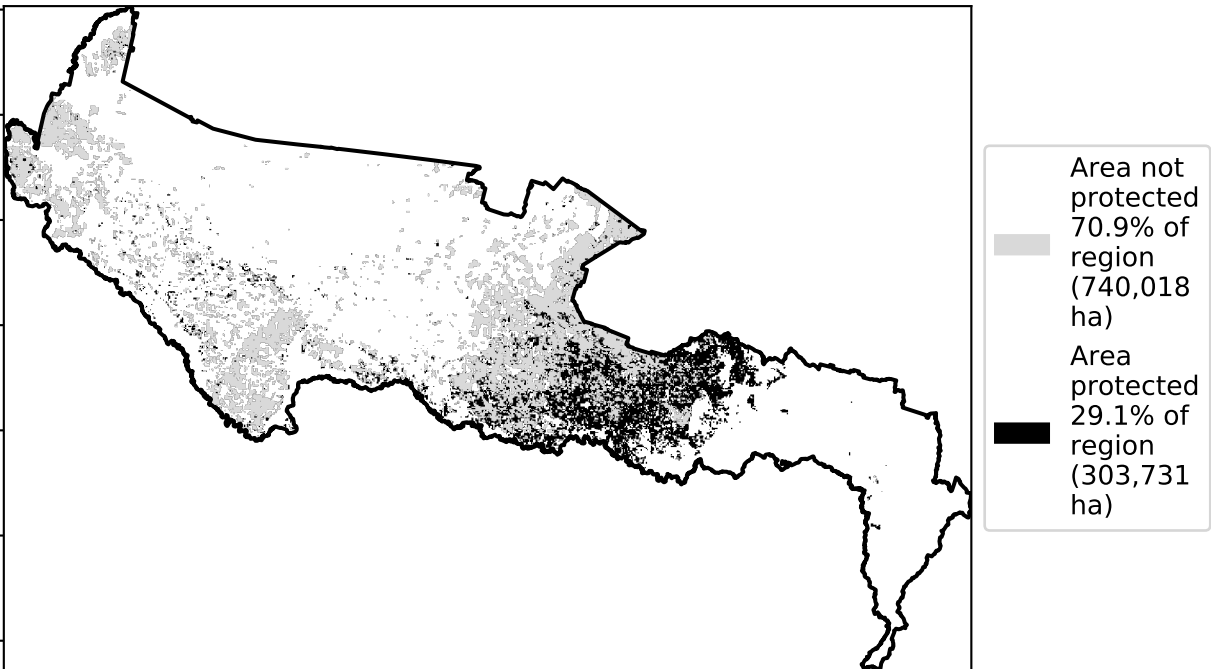 Area not
protected
70.9% of
region
(740,018
ha)
Area
protected
29.1% of
region
(303,731
ha)